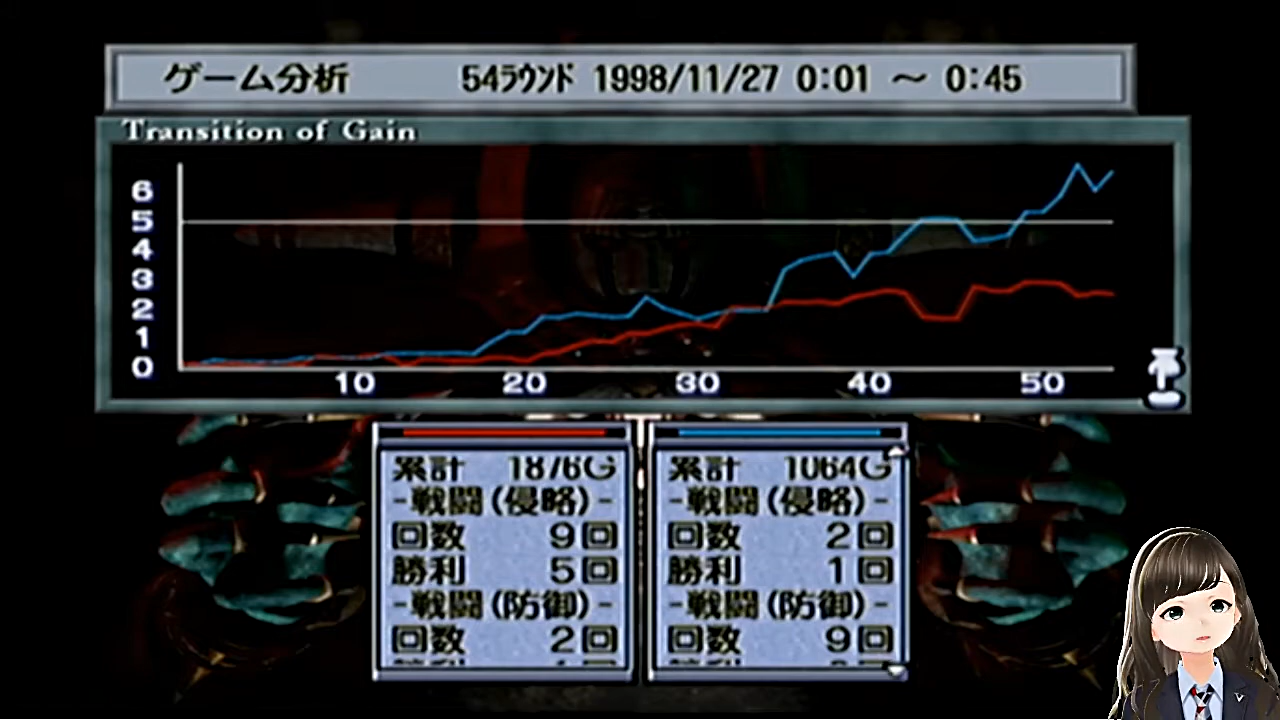 ゲーム分析 54ラウンド 1998/11/27 0:01 ～ 0:45
Transition of Gain
6
5
4
3
2
1
0
10 20 30 40 50
累計 1876G
-戦闘(侵略)-
回数 9回
勝利 5回
-戦闘(防御)-
回数 2回
累計 1064G
-戦闘(侵略)-
回数 2回
勝利 1回
-戦闘(防御)-
回数 9回